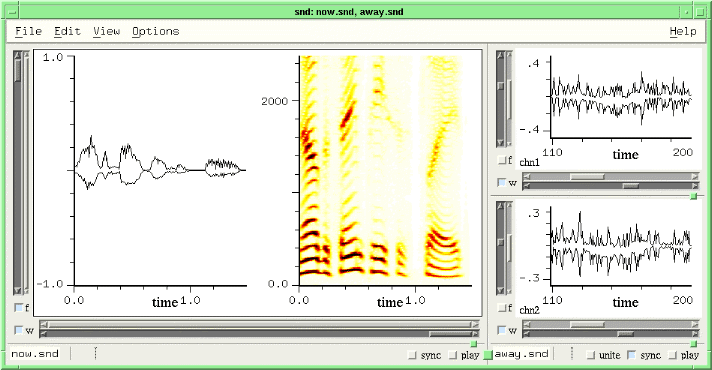 snd: now.snd, away.snd
File Edit View Options Help
1.0
-1.0
0.0 time 1.0
f
w
2000
0.0
0.0 time 1.0
now.snd sync play
.4
-.4
110 time 200
chn1
f
w
.3
-.3
110 time 200
chn2
f
w
away.snd unite sync play